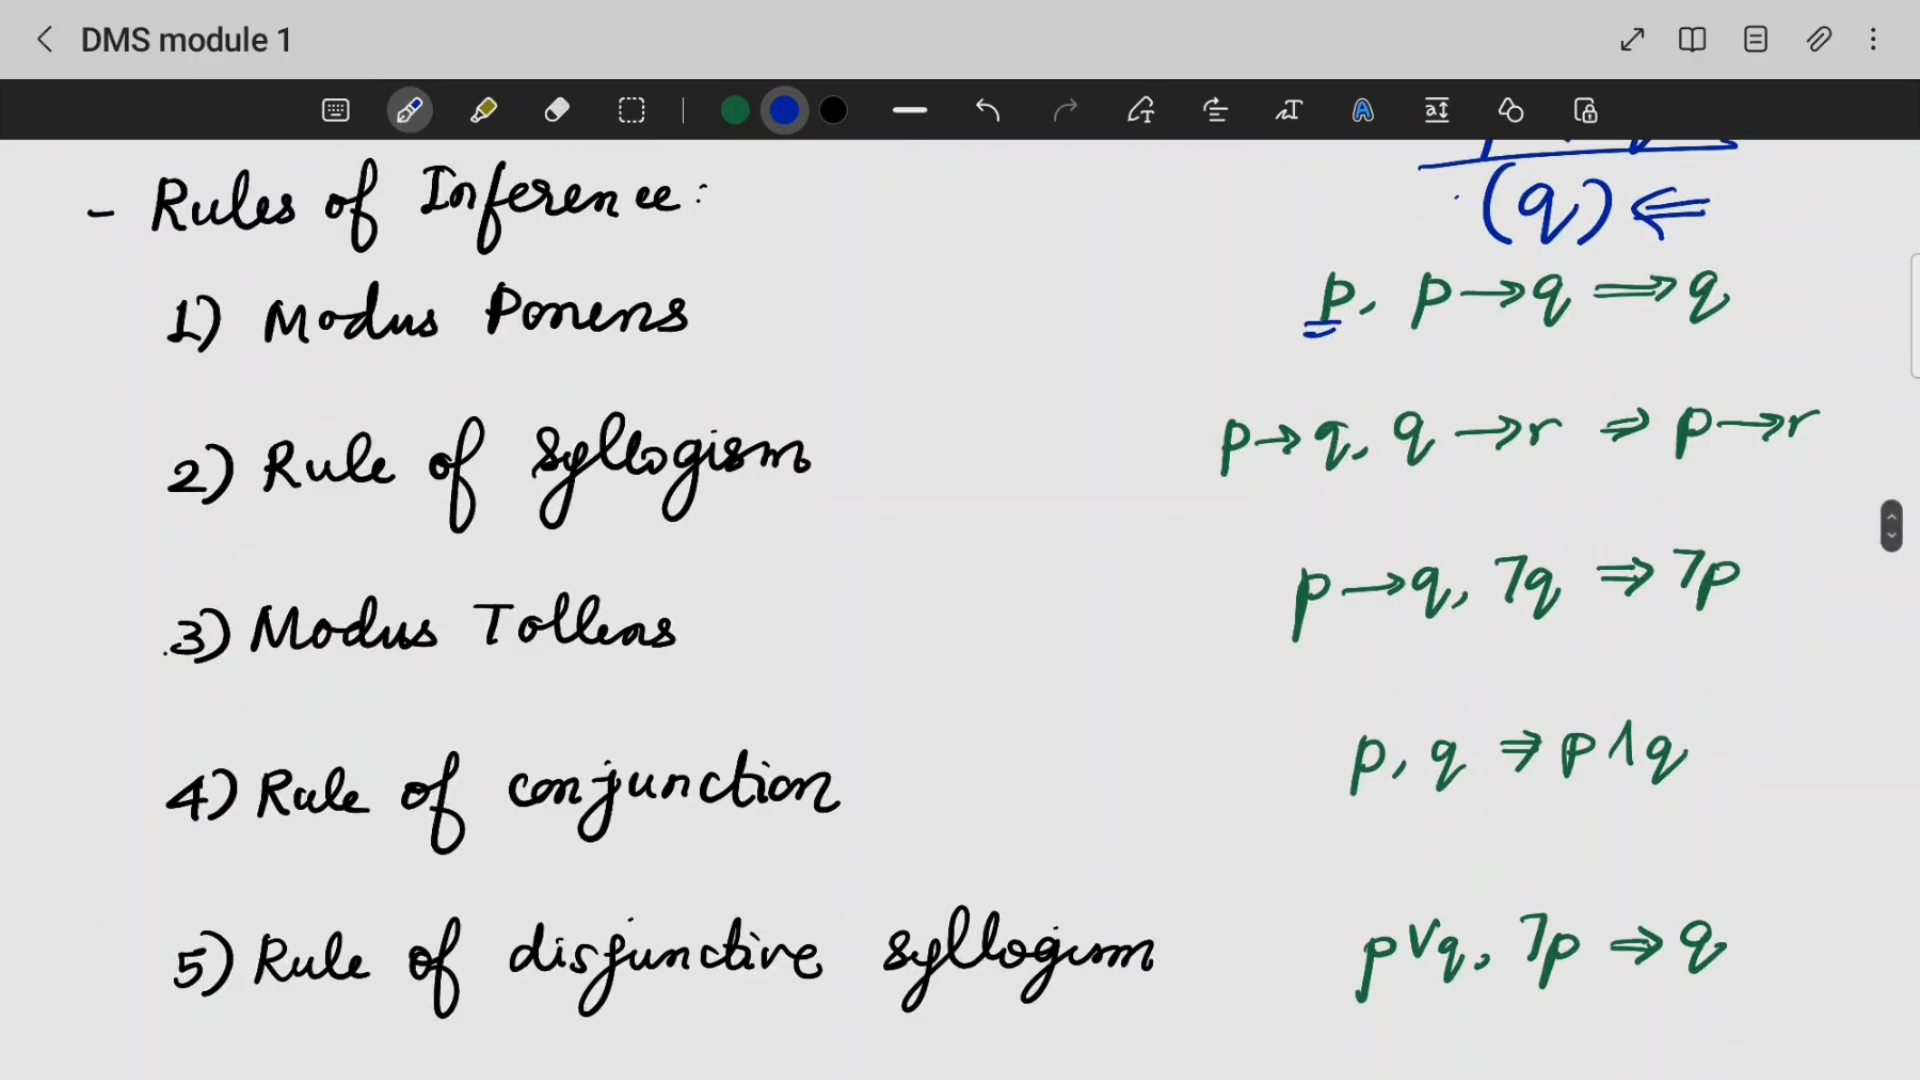 DMS module 1
- Rules of Inference:
(q) ⇐
1) Modus Ponens p, p→q ⟹ q
2) Rule of Syllogism p→q, q→r ⇒ p→r
3) Modus Tollens p→q, ¬q ⇒ ¬p
4) Rule of conjunction p, q ⇒ p∧q
5) Rule of disjunctive syllogism p∨q, ¬p ⇒ q